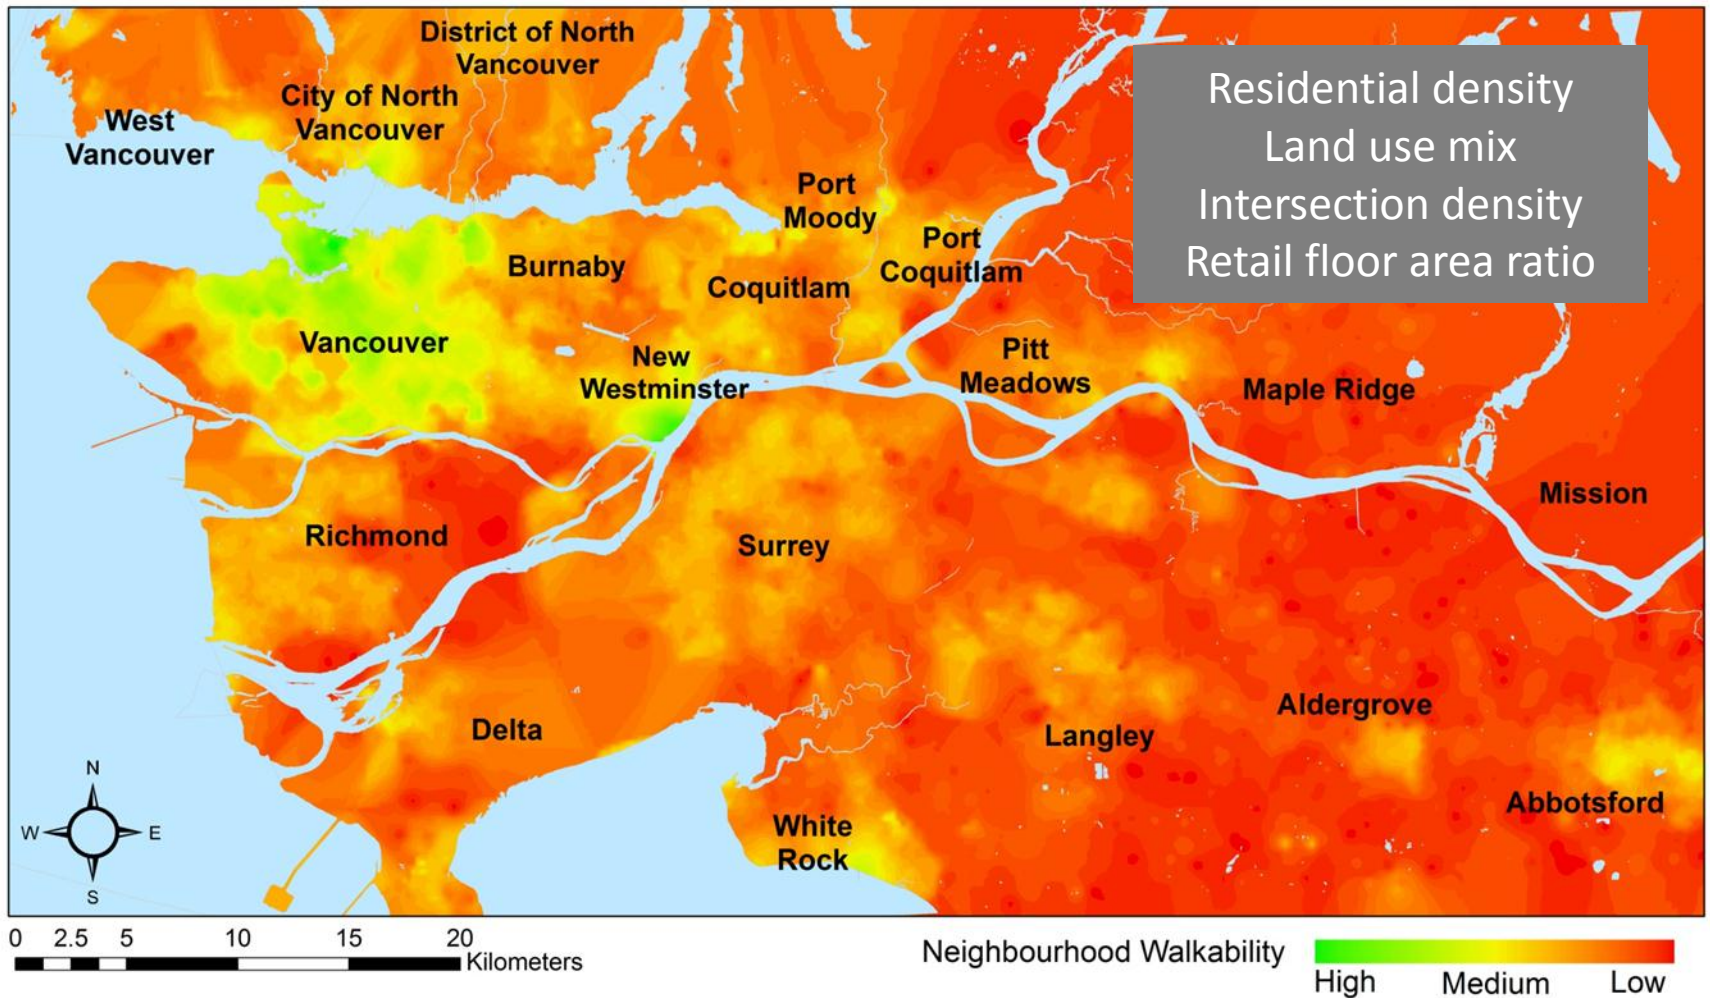 District of North
Vancouver
City of North
Vancouver
West
Vancouver
Residential density
Land use mix
Intersection density
Retail floor area ratio
Port
Moody
Port
Coquitlam
Burnaby
Coquitlam
Vancouver
New
Westminster
Pitt
Meadows
Maple Ridge
Mission
Richmond
Surrey
Delta
Langley
Aldergrove
Abbotsford
White
Rock
N
W E
S
0 2.5 5 10 15 20
Kilometers
Neighbourhood Walkability
High Medium Low